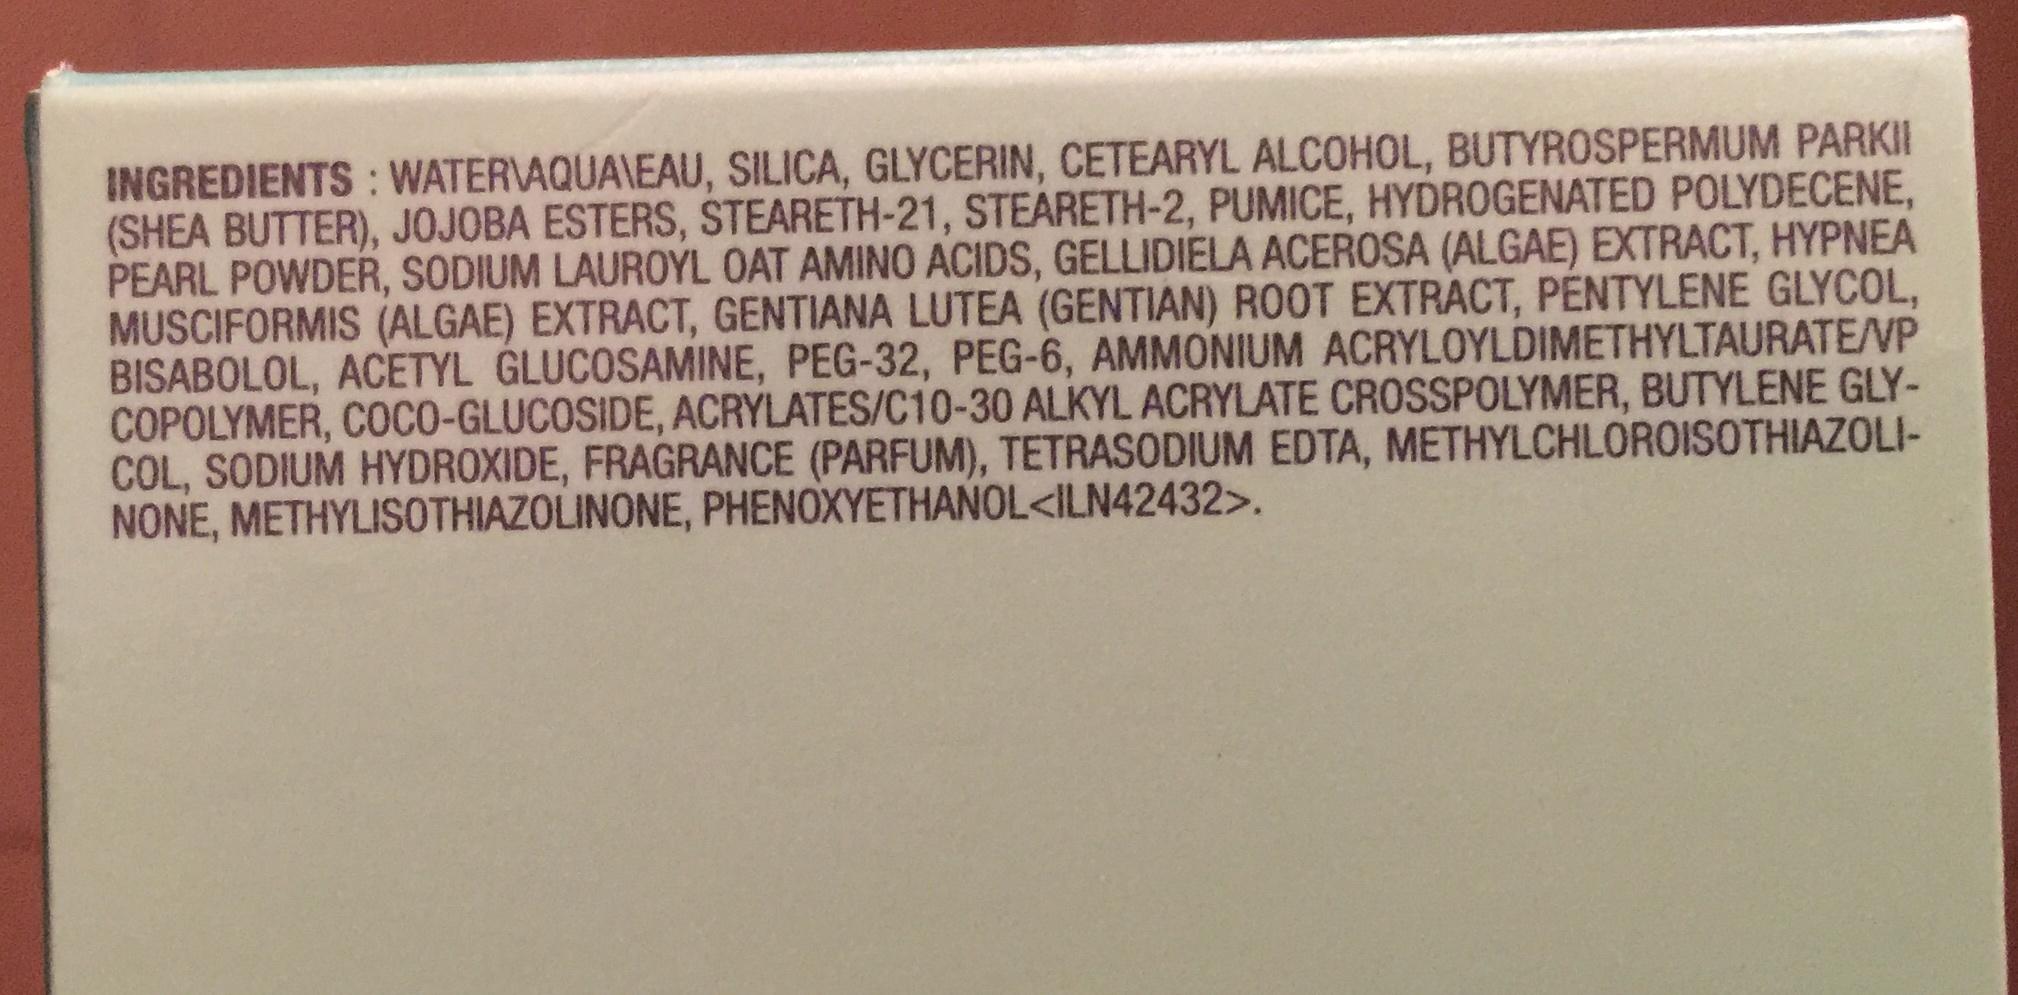 INGREDIENTS : WATER\AQUA\EAU, SILICA, GLYCERIN, CETEARYL ALCOHOL, BUTYROSPERMUM PARKII
(SHEA BUTTER), JOJOBA ESTERS, STEARETH-21, STEARETH-2, PUMICE, HYDROGENATED POLYDECENE,
PEARL POWDER, SODIUM LAUROYL OAT AMINO ACIDS, GELLIDIELA ACEROSA (ALGAE) EXTRACT, HYPNEA
MUSCIFORMIS (ALGAE) EXTRACT, GENTIANA LUTEA (GENTIAN) ROOT EXTRACT, PENTYLENE GLYCOL,
BISABOLOL, ACETYL GLUCOSAMINE, PEG-32, PEG-6, AMMONIUM ACRYLOYLDIMETHYLTAURATE/VP
COPOLYMER, COCO-GLUCOSIDE, ACRYLATES/C10-30 ALKYL ACRYLATE CROSSPOLYMER, BUTYLENE GLY-
COL, SODIUM HYDROXIDE, FRAGRANCE (PARFUM), TETRASODIUM EDTA, METHYLCHLOROISOTHIAZOLI-
NONE, METHYLISOTHIAZOLINONE, PHENOXYETHANOL<ILN42432>.